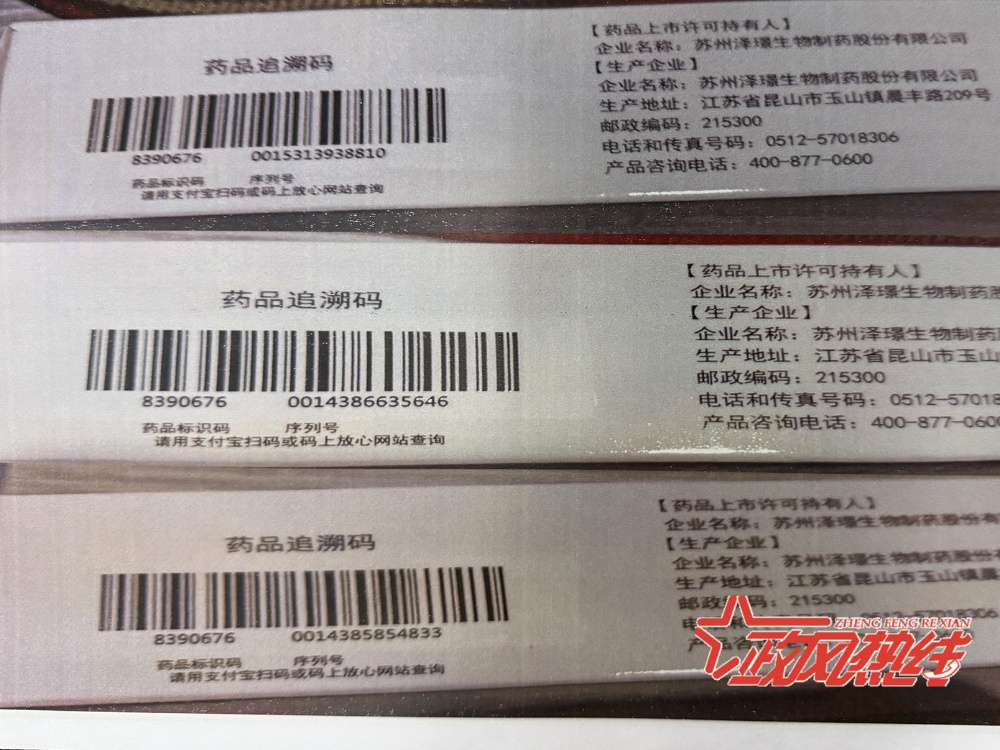 药品追溯码
8390676 0015313938810
药品标识码 序列号
请用支付宝扫码或码上放心网站查询
【药品上市许可持有人】
企业名称：苏州泽璟生物制药股份有限公司
【生产企业】
企业名称：苏州泽璟生物制药股份有限公司
生产地址：江苏省昆山市玉山镇晨丰路209号
邮政编码：215300
电话和传真号码：0512-57018306
产品咨询电话：400-877-0600
药品追溯码
8390676 0014386635646
药品标识码 序列号
请用支付宝扫码或码上放心网站查询
【药品上市许可持有人】
企业名称：苏州泽璟生物制药
【生产企业】
企业名称：苏州泽璟生物制药
生产地址：江苏省昆山市玉山
邮政编码：215300
电话和传真号码：0512-57018
产品咨询电话：400-877-060
药品追溯码
8390676 0014385854833
药品标识码 序列号
请用支付宝扫码或码上放心网站查询
【药品上市许可持有人】
企业名称：苏州泽璟生物制药股份有
【生产企业】
企业名称：苏州泽璟生物制药股份有
生产地址：江苏省昆山市玉山镇晨
邮政 码：215300
电 0512-57018306
产品咨
ZHENG FENG RE XIAN
政风热线